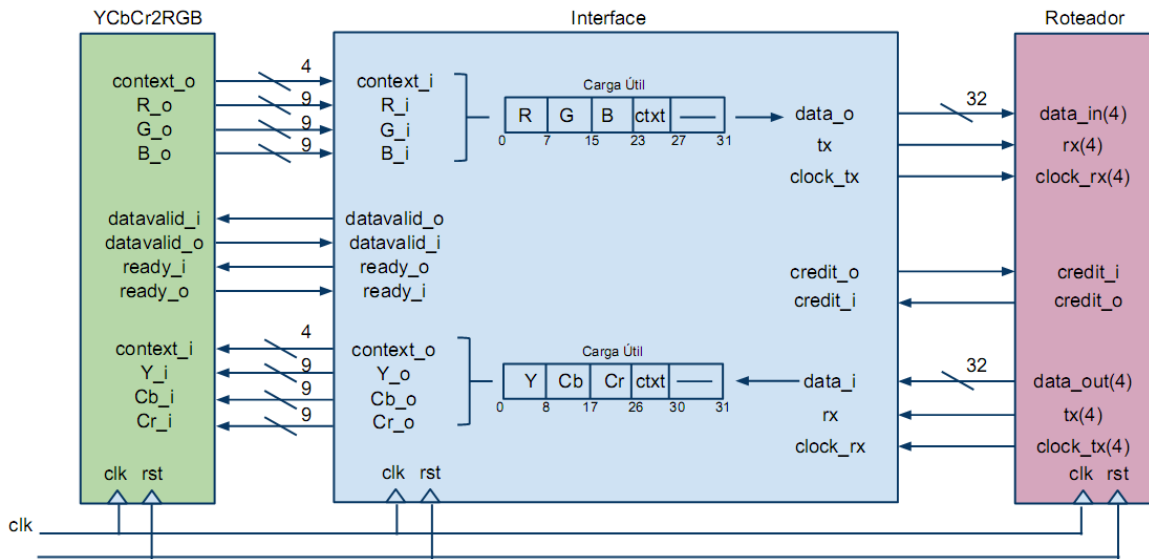 YCbCr2RGB
Interface
Roteador
context_o
R_o
G_o
B_o
datavalid_i
datavalid_o
ready_i
ready_o
context_i
Y_i
Cb_i
Cr_i
clk rst
4
9
9
9
4
9
9
9
context_i
R_i
G_i
B_i
datavalid_o
datavalid_i
ready_o
ready_i
context_o
Y_o
Cb_o
Cr_o
clk rst
Carga Útil
R G B ctxt
0 7 15 23 27 31
Carga Útil
Y Cb Cr ctxt
0 8 17 26 30 31
data_o
tx
clock_tx
credit_o
credit_i
data_i
rx
clock_rx
32
32
data_in(4)
rx(4)
clock_rx(4)
credit_i
credit_o
data_out(4)
tx(4)
clock_tx(4)
clk rst
clk